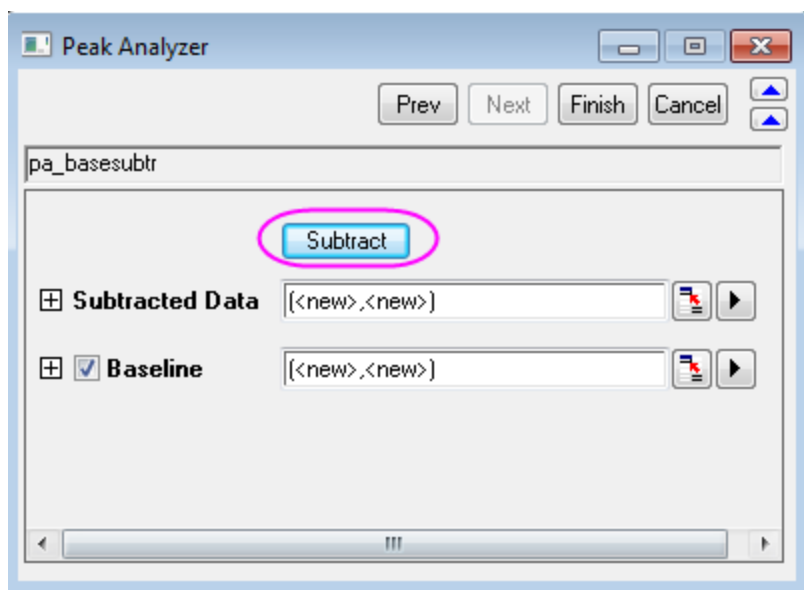 Peak Analyzer
Prev Next Finish Cancel
pa_basesubtr
Subtract
Subtracted Data (<new>,<new>)
Baseline (<new>,<new>)